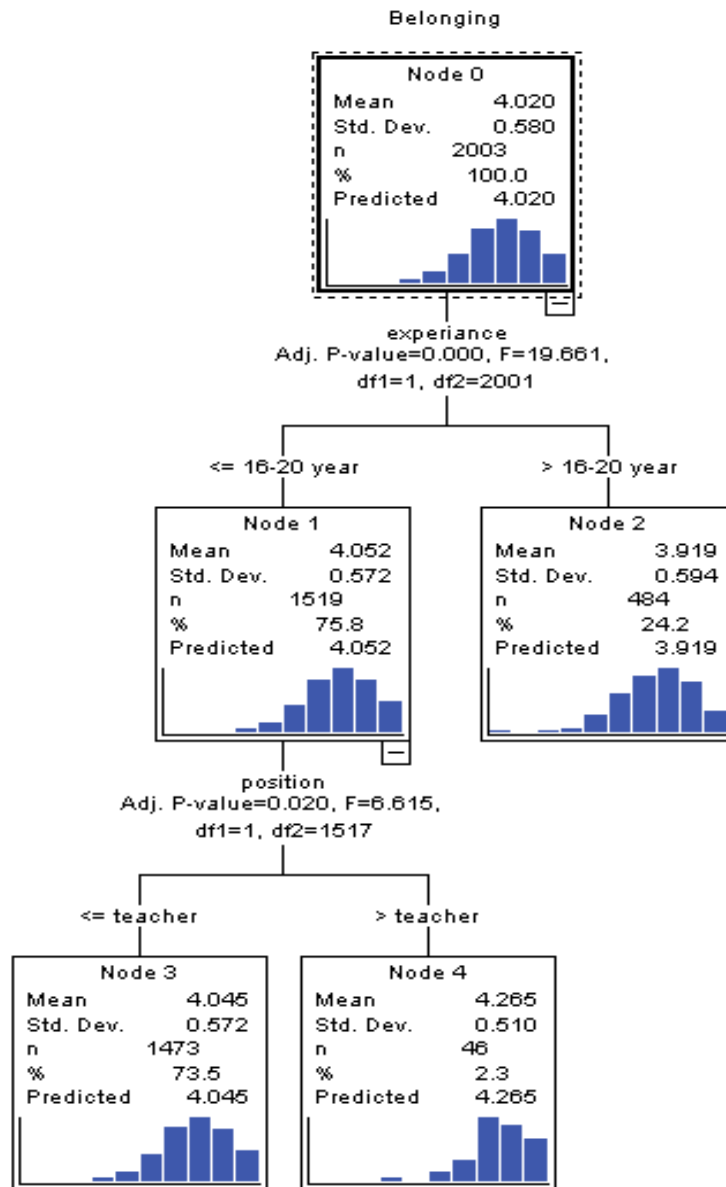 Belonging
Node 0
Mean 4.020
Std. Dev. 0.580
n 2003
% 100.0
Predicted 4.020
experiance
Adj. P-value=0.000, F=19.661,
df1=1, df2=2001
<= 16-20 year
> 16-20 year
Node 1
Mean 4.052
Std. Dev. 0.572
n 1519
% 75.8
Predicted 4.052
Node 2
Mean 3.919
Std. Dev. 0.594
n 484
% 24.2
Predicted 3.919
position
Adj. P-value=0.020, F=6.615,
df1=1, df2=1517
<= teacher
> teacher
Node 3
Mean 4.045
Std. Dev. 0.572
n 1473
% 73.5
Predicted 4.045
Node 4
Mean 4.265
Std. Dev. 0.510
n 46
% 2.3
Predicted 4.265